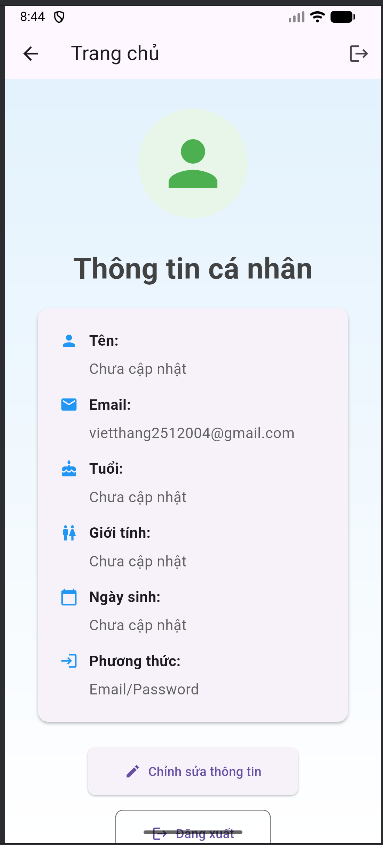 8:44
Trang chủ
Thông tin cá nhân
Tên:
Chưa cập nhật
Email:
vietthang2512004@gmail.com
Tuổi:
Chưa cập nhật
Giới tính:
Chưa cập nhật
Ngày sinh:
Chưa cập nhật
Phương thức:
Email/Password
Chỉnh sửa thông tin
Đăng xuất